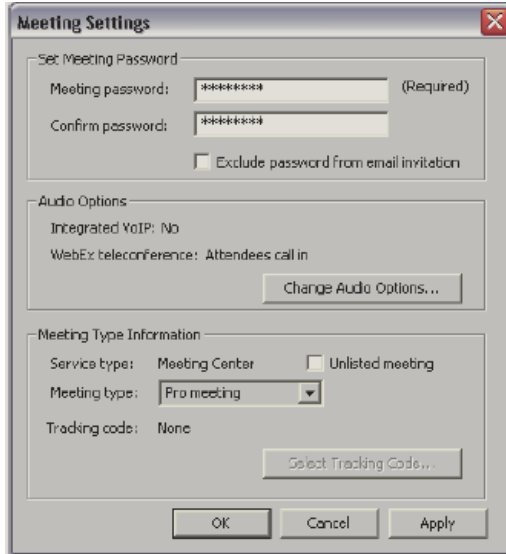 Meeting Settings
Set Meeting Password
Meeting password: ******** (Required)
Confirm password: ********
Exclude password from email invitation
Audio Options
Integrated VoIP: No
WebEx teleconference: Attendees call in
Change Audio Options...
Meeting Type Information
Service type: Meeting Center Unlisted meeting
Meeting type: Pro meeting
Tracking code: None
Select Tracking Code...
OK Cancel Apply